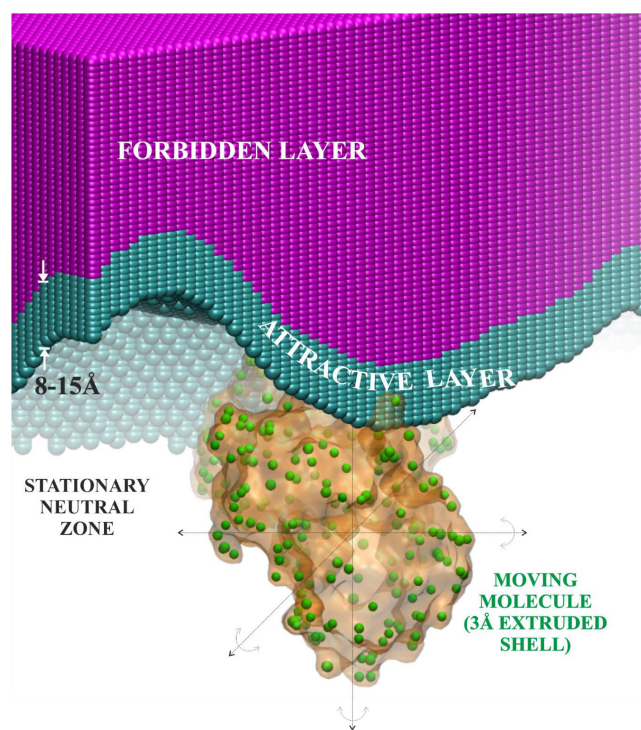 FORBIDDEN LAYER
ATTRACTIVE LAYER
8-15Å
STATIONARY
NEUTRAL
ZONE
MOVING
MOLECULE
(3Å EXTRUDED
SHELL)